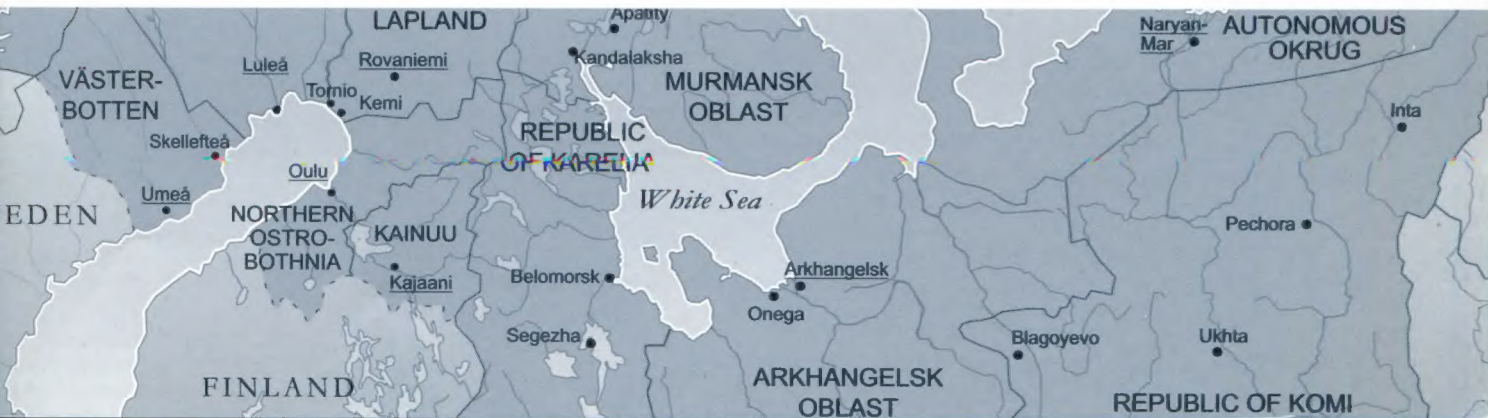 LAPLAND
Apatity
Naryan-
Mar
AUTONOMOUS
OKRUG
VÄSTER-
BOTTEN
Luleå
Rovaniemi
Kandalaksha
Tornio
Kemi
MURMANSK
OBLAST
Inta
Skellefteå
REPUBLIC
OF KARELIA
Oulu
Umeå
White Sea
EDEN
NORTHERN
OSTRO-
BOTHNIA
KAINUU
Pechora
Kajaani
Belomorsk
Arkhangelsk
Onega
Segezha
Blagoyevo
Ukhta
FINLAND
ARKHANGELSK
OBLAST
REPUBLIC OF KOMI